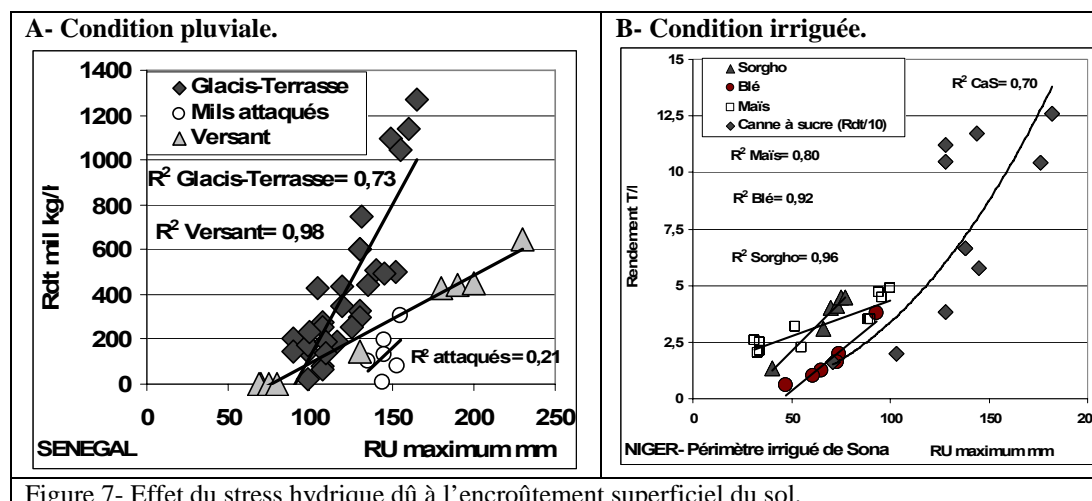 A- Condition pluviale.
1400
1200
1000
800
600
400
200
0
Rdt mil kg/l
Glacis-Terrasse
Mils attaqués
Versant
R² Glacis-Terrasse= 0,73
R² Versant= 0,98
R² attaqués= 0,21
0 50 100 150 200 250
SENEGAL RU maximum mm
B- Condition irriguée.
15
12,5
10
7,5
5
2,5
0
Rendement T/l
Sorgho
Blé
Maïs
Canne à sucre (Rdt/10)
R² CaS= 0,70
R² Maïs= 0,80
R² Blé= 0,92
R² Sorgho= 0,96
0 50 100 150 20
NIGER- Périmètre irrigué de Sona RU maximum mm
Figure 7- Effet du stress hydrique dû à l'encroûtement superficiel du sol.